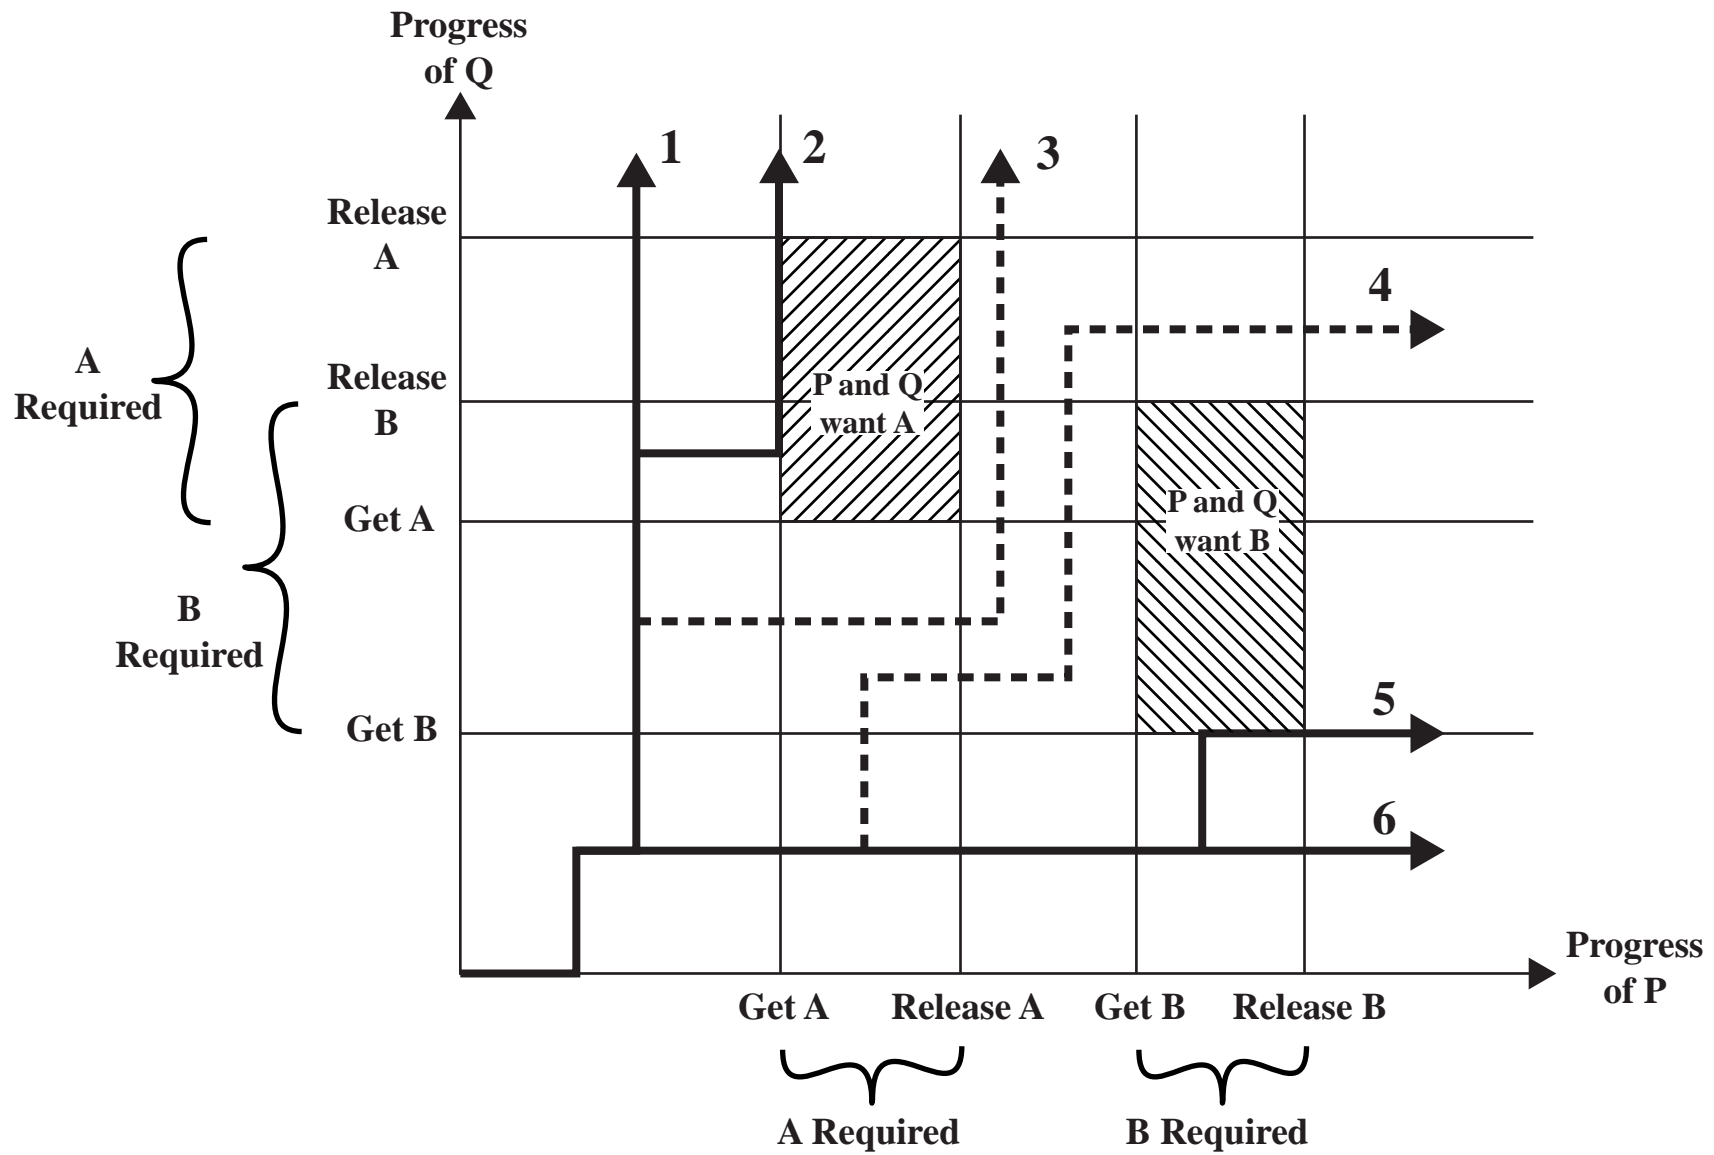 Progress
of Q
1
2
3
Release
A
4
A
Required
Release
B
P and Q
want A
P and Q
want B
Get A
B
Required
5
Get B
6
Progress
of P
Get A
Release A
Get B
Release B
A Required
B Required